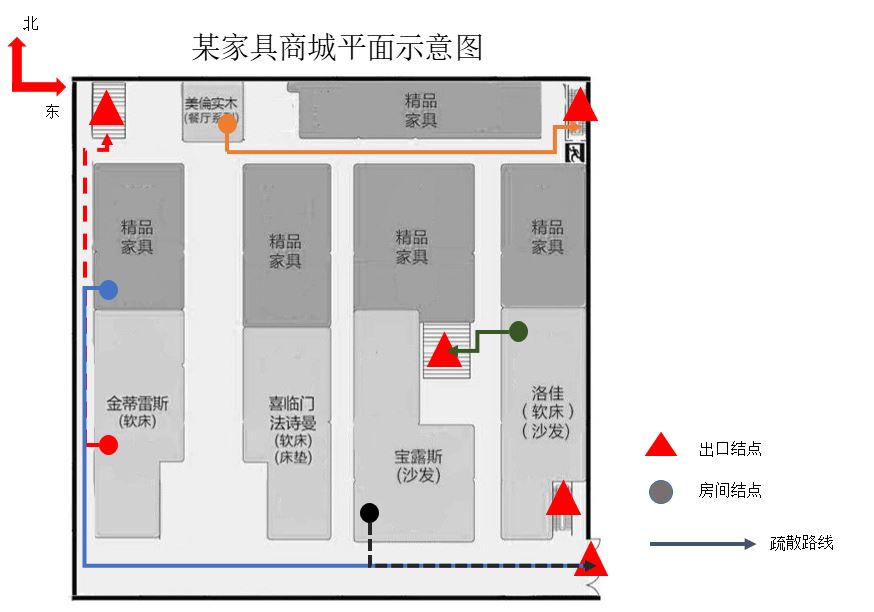 北
东
某家具商城平面示意图
美倫实木
(餐厅系列)
精品
家具
精品
家具
精品
家具
精品
家具
精品
家具
金蒂雷斯
(软床)
喜临门
法诗曼
(软床)
(床垫)
宝露斯
(沙发)
洛佳
(软床)
(沙发)
出口结点
房间结点
疏散路线